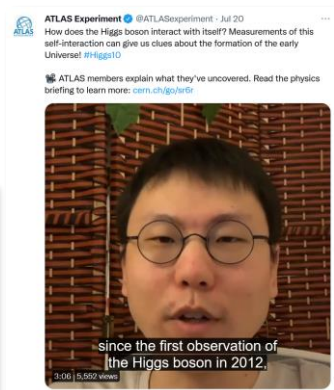 ATLAS Experiment @ATLASexperiment · Jul 20
How does the Higgs boson interact with itself? Measurements of this
self-interaction can give us clues about the formation of the early
Universe! #Higgs10
📽️ ATLAS members explain what they've uncovered. Read the physics
briefing to learn more: cern.ch/go/sr6r
since the first observation of
the Higgs boson in 2012,
3:06 5,552 views
ATLAS